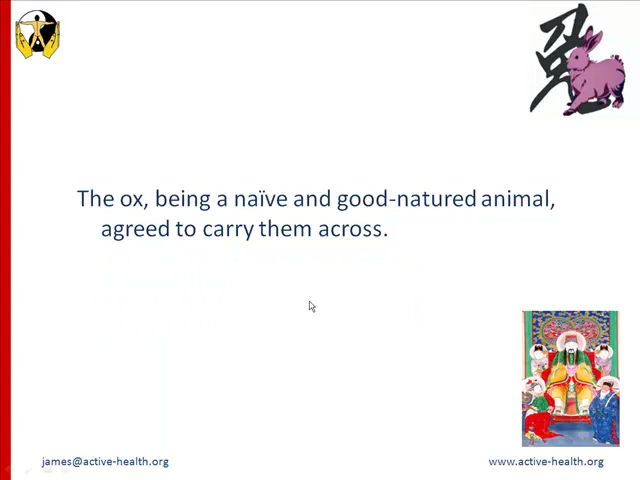 The ox, being a naïve and good-natured animal,
agreed to carry them across.
james@active-health.org
www.active-health.org